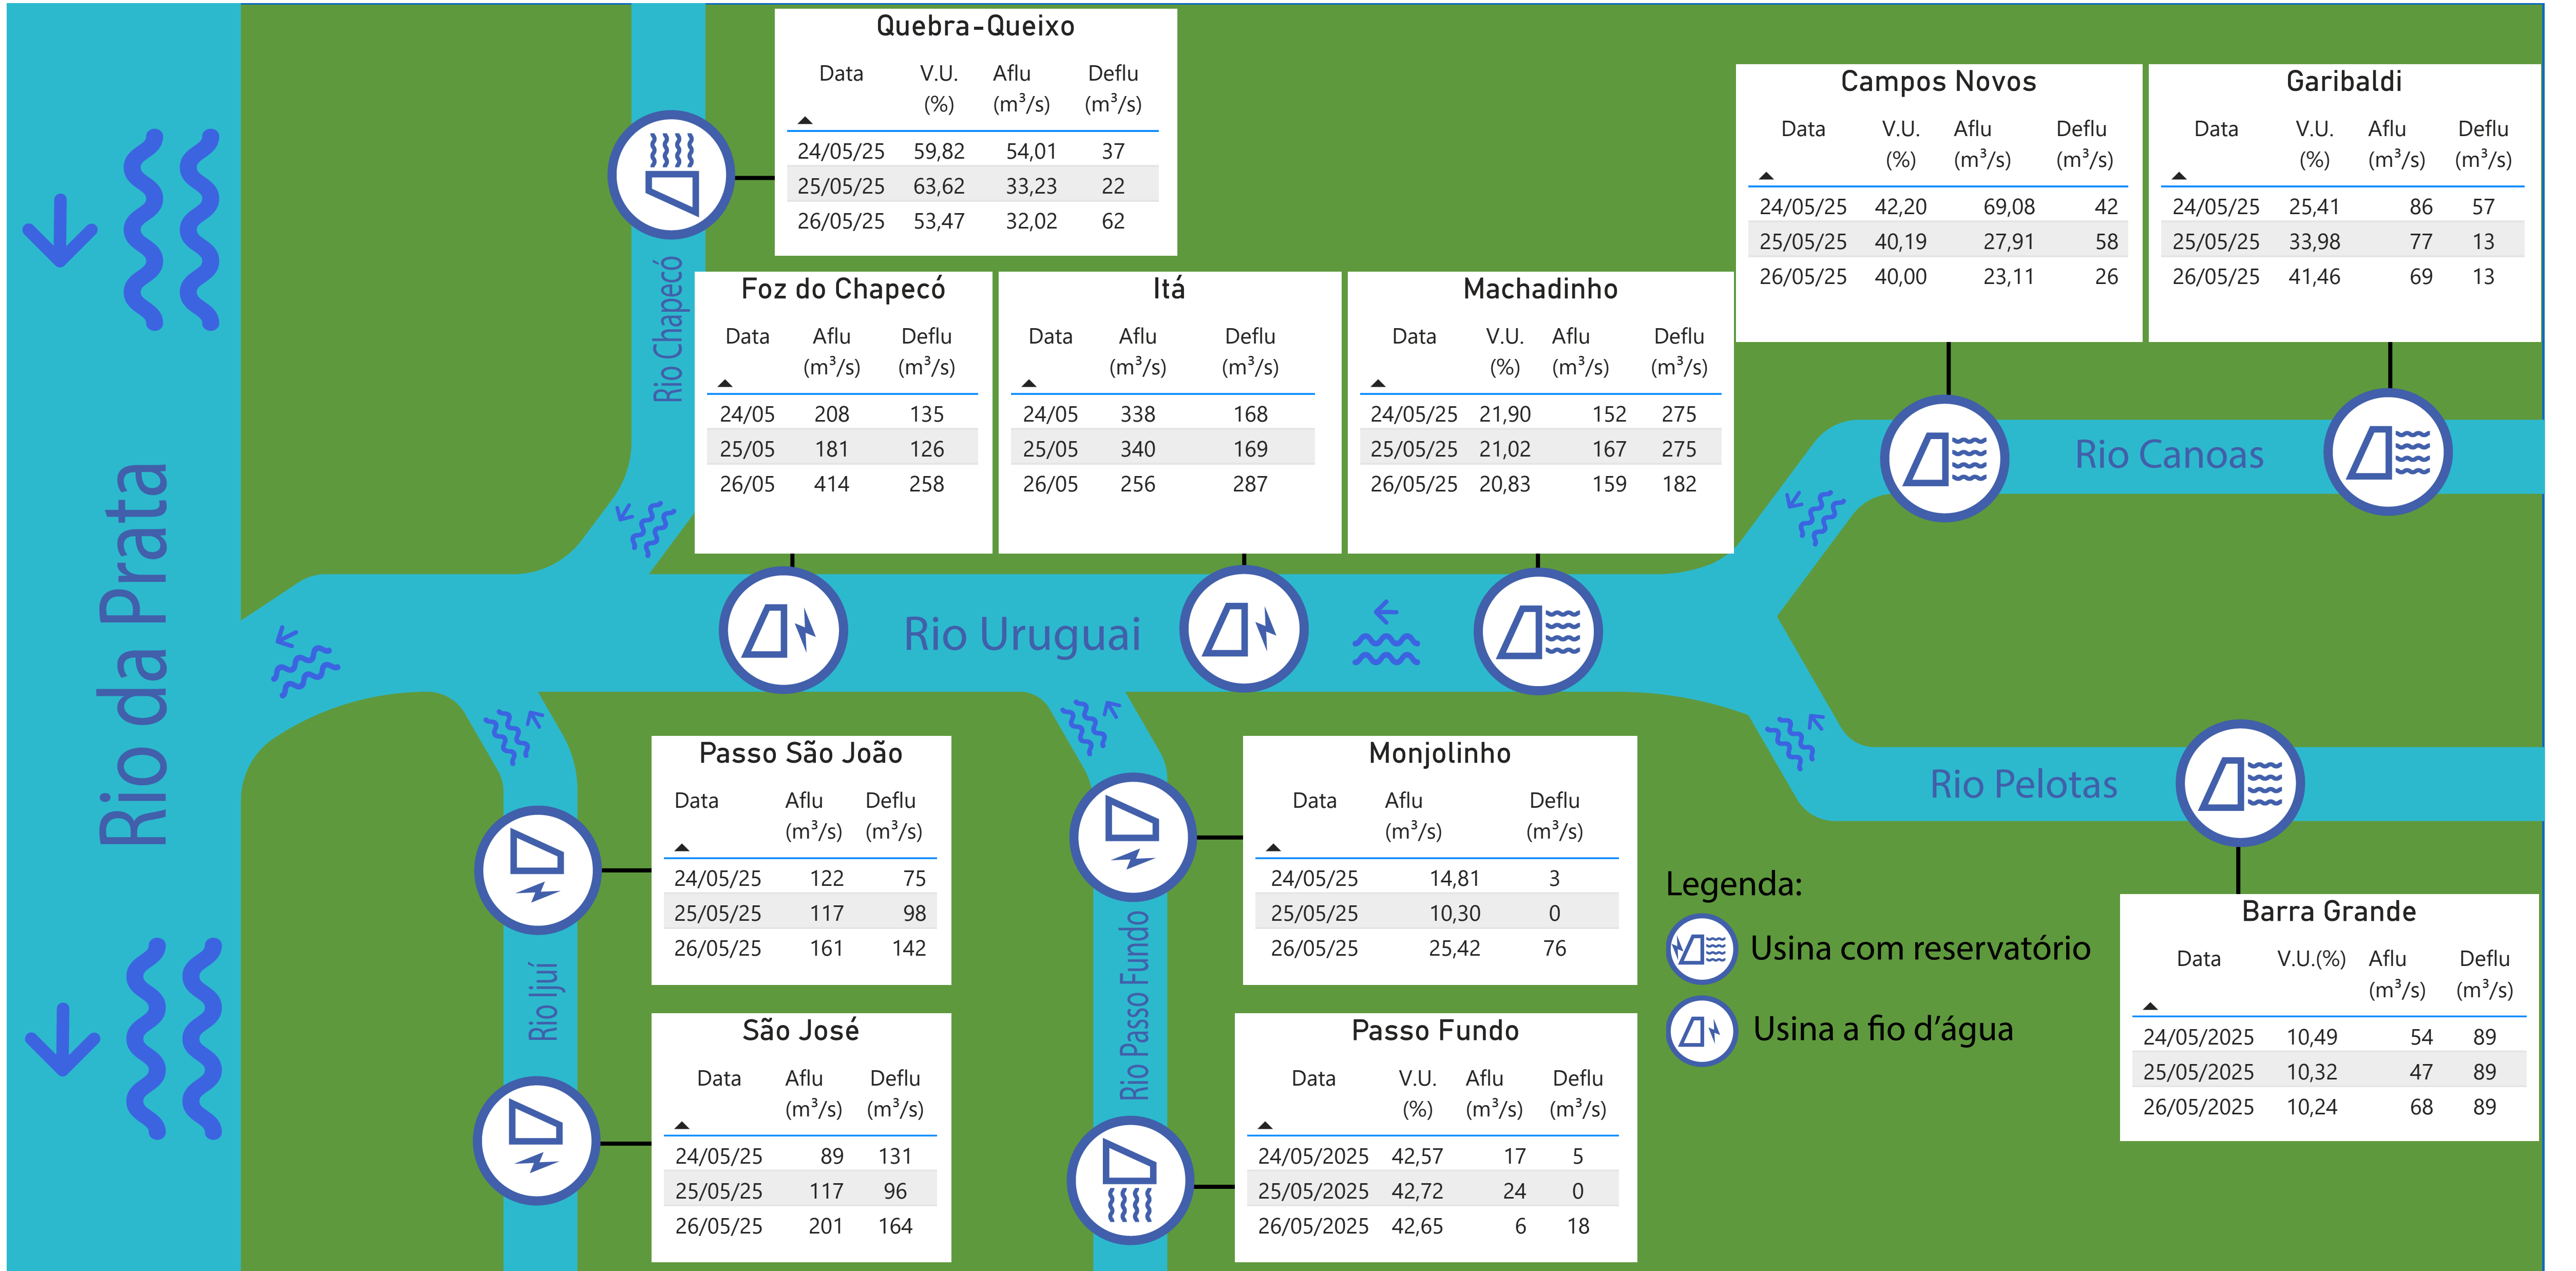 Quebra-Queixo
Data V.U. (%) Aflu (m³/s) Deflu (m³/s)
24/05/25 59,82 54,01 37
25/05/25 63,62 33,23 22
26/05/25 53,47 32,02 62
Campos Novos
Data V.U. (%) Aflu (m³/s) Deflu (m³/s)
24/05/25 42,20 69,08 42
25/05/25 40,19 27,91 58
26/05/25 40,00 23,11 26
Garibaldi
Data V.U. (%) Aflu (m³/s) Deflu (m³/s)
24/05/25 25,41 86 57
25/05/25 33,98 77 13
26/05/25 41,46 69 13
Rio Chapecó
Foz do Chapecó
Data Aflu (m³/s) Deflu (m³/s)
24/05 208 135
25/05 181 126
26/05 414 258
Itá
Data Aflu (m³/s) Deflu (m³/s)
24/05 338 168
25/05 340 169
26/05 256 287
Machadinho
Data V.U. (%) Aflu (m³/s) Deflu (m³/s)
24/05/25 21,90 152 275
25/05/25 21,02 167 275
26/05/25 20,83 159 182
Rio Canoas
Rio da Prata
Rio Uruguai
Rio Pelotas
Passo São João
Data Aflu (m³/s) Deflu (m³/s)
24/05/25 122 75
25/05/25 117 98
26/05/25 161 142
Monjolinho
Data Aflu (m³/s) Deflu (m³/s)
24/05/25 14,81 3
25/05/25 10,30 0
26/05/25 25,42 76
Rio Ijuí
São José
Data Aflu (m³/s) Deflu (m³/s)
24/05/25 89 131
25/05/25 117 96
26/05/25 201 164
Rio Passo Fundo
Passo Fundo
Data V.U. (%) Aflu (m³/s) Deflu (m³/s)
24/05/2025 42,57 17 5
25/05/2025 42,72 24 0
26/05/2025 42,65 6 18
Legenda:
Usina com reservatório
Usina a fio d’água
Barra Grande
Data V.U.(%) Aflu (m³/s) Deflu (m³/s)
24/05/2025 10,49 54 89
25/05/2025 10,32 47 89
26/05/2025 10,24 68 89